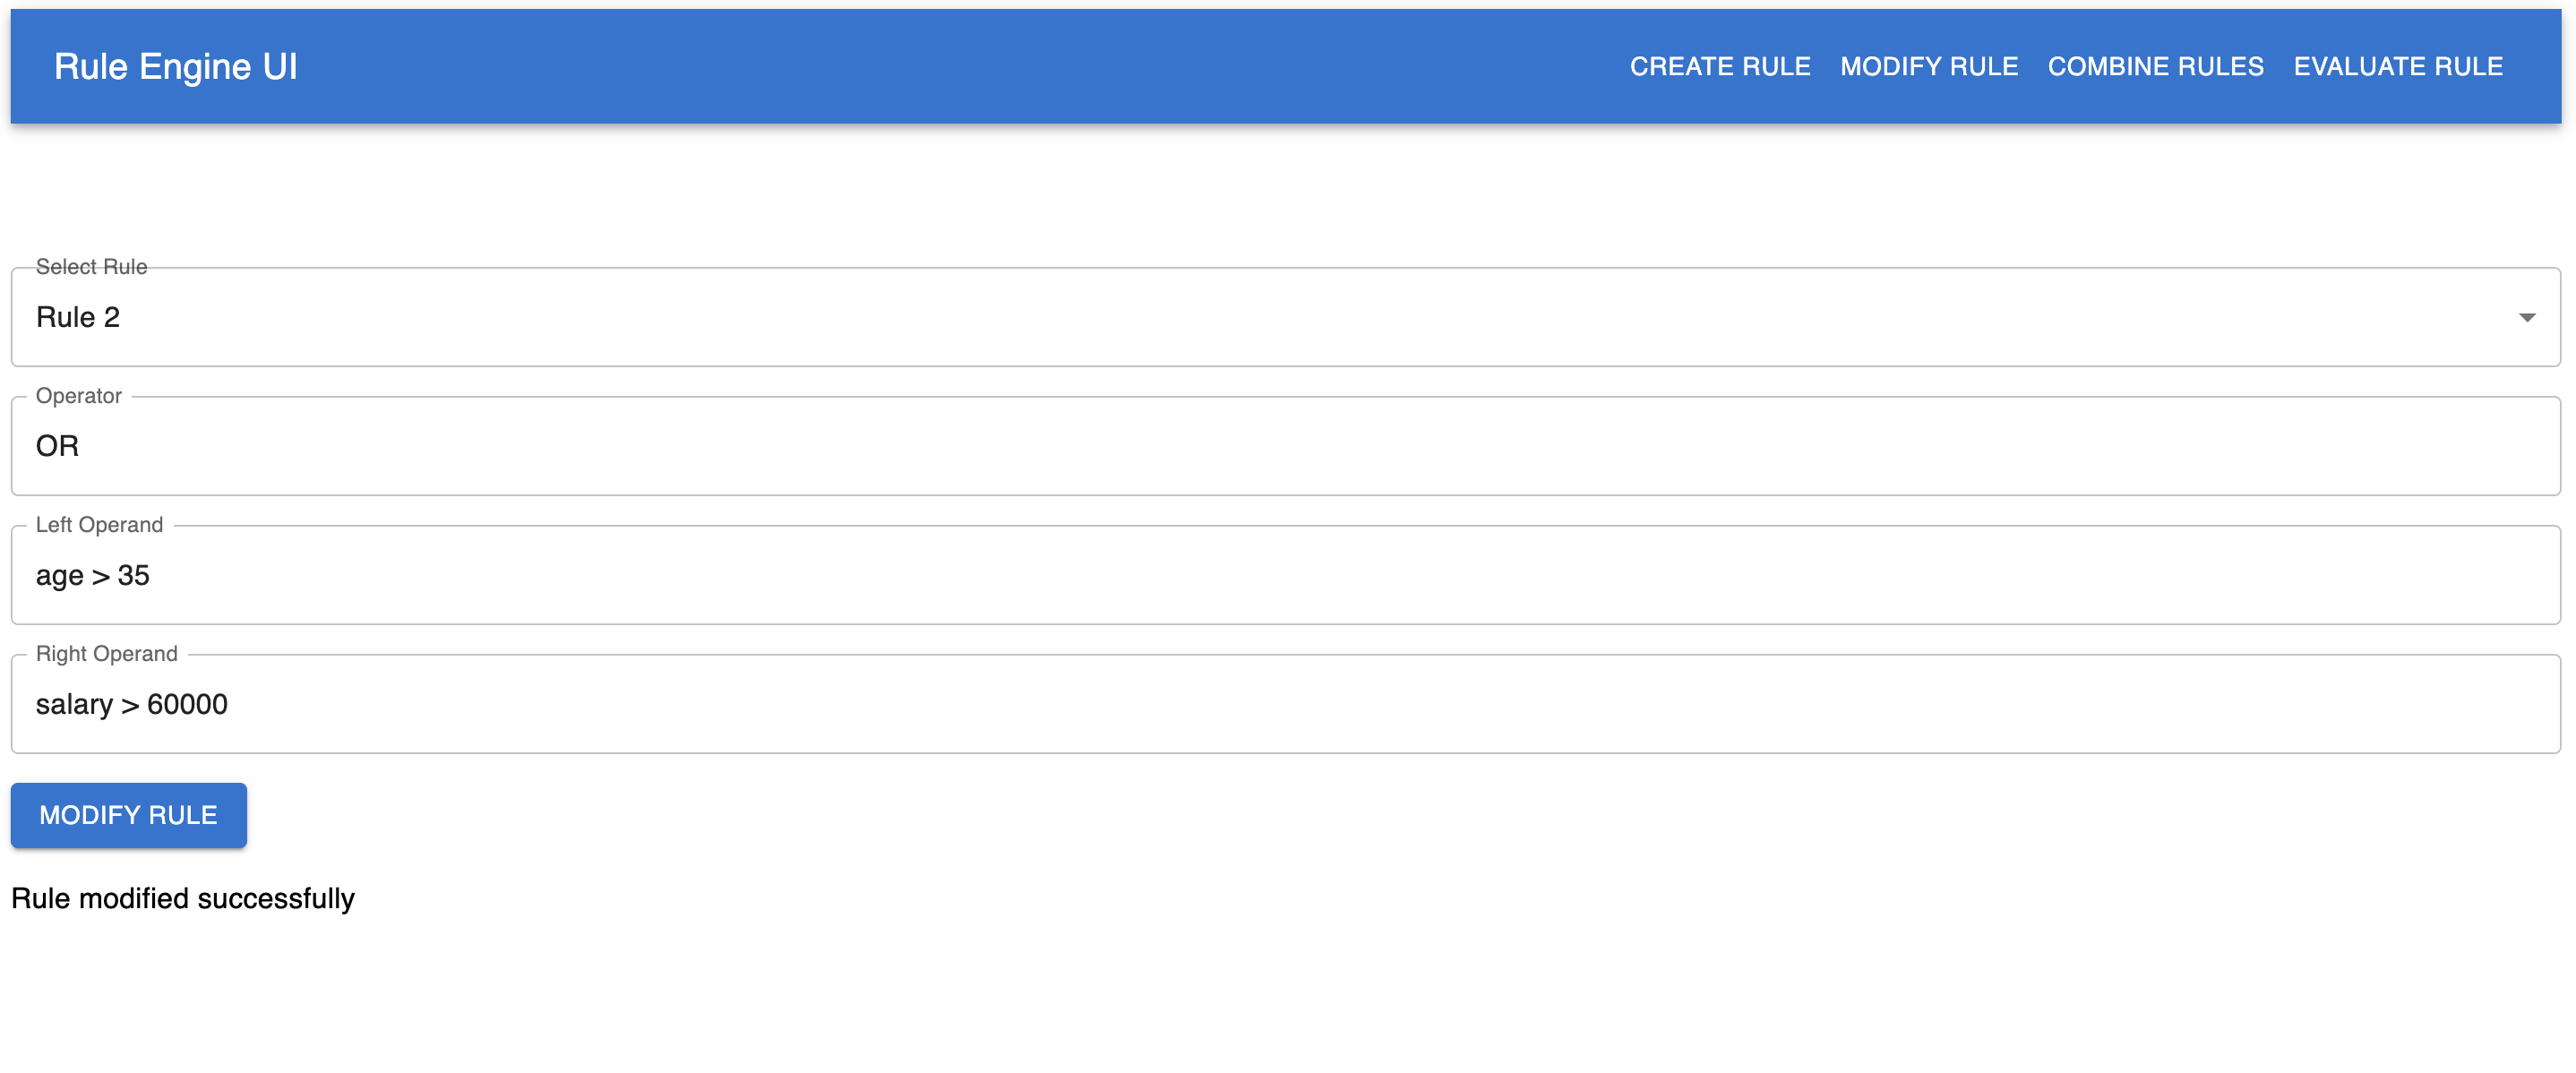 Rule Engine UI CREATE RULE MODIFY RULE COMBINE RULES EVALUATE RULE
Select Rule
Rule 2
Operator
OR
Left Operand
age > 35
Right Operand
salary > 60000
MODIFY RULE
Rule modified successfully